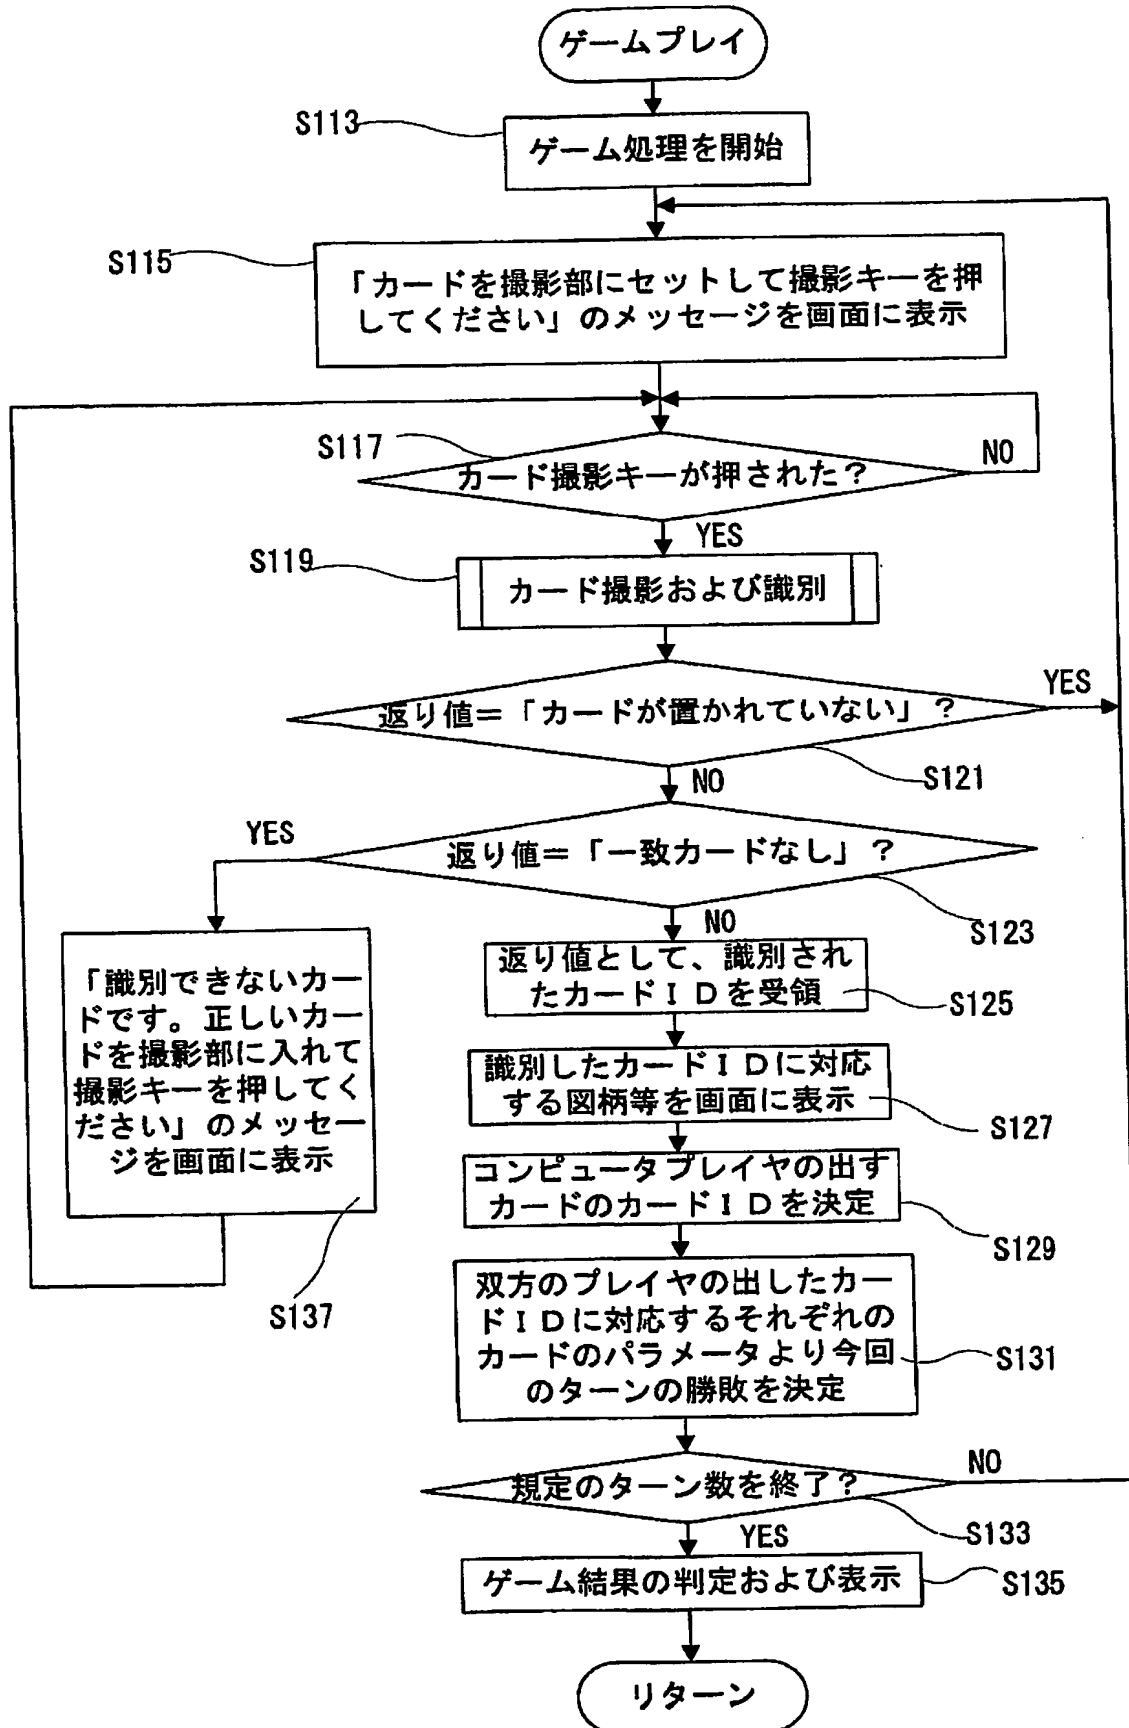 ゲームプレイ
S113
ゲーム処理を開始
S115
「カードを撮影部にセットして撮影キーを押
してください」のメッセージを画面に表示
S117
カード撮影キーが押された？
NO
YES
S119
カード撮影および識別
返り値＝「カードが置かれていない」？
YES
S121
NO
返り値＝「一致カードなし」？
YES
S123
NO
返り値として、識別され
たカードＩＤを受領
S125
「識別できないカー
ドです。正しいカー
ドを撮影部に入れて
撮影キーを押してく
ださい」のメッセー
ジを画面に表示
S137
識別したカードＩＤに対応
する図柄等を画面に表示
S127
コンピュータプレイヤの出す
カードのカードＩＤを決定
S129
双方のプレイヤの出したカー
ドＩＤに対応するそれぞれの
カードのパラメータより今回
のターンの勝敗を決定
S131
規定のターン数を終了？
NO
S133
YES
ゲーム結果の判定および表示
S135
リターン